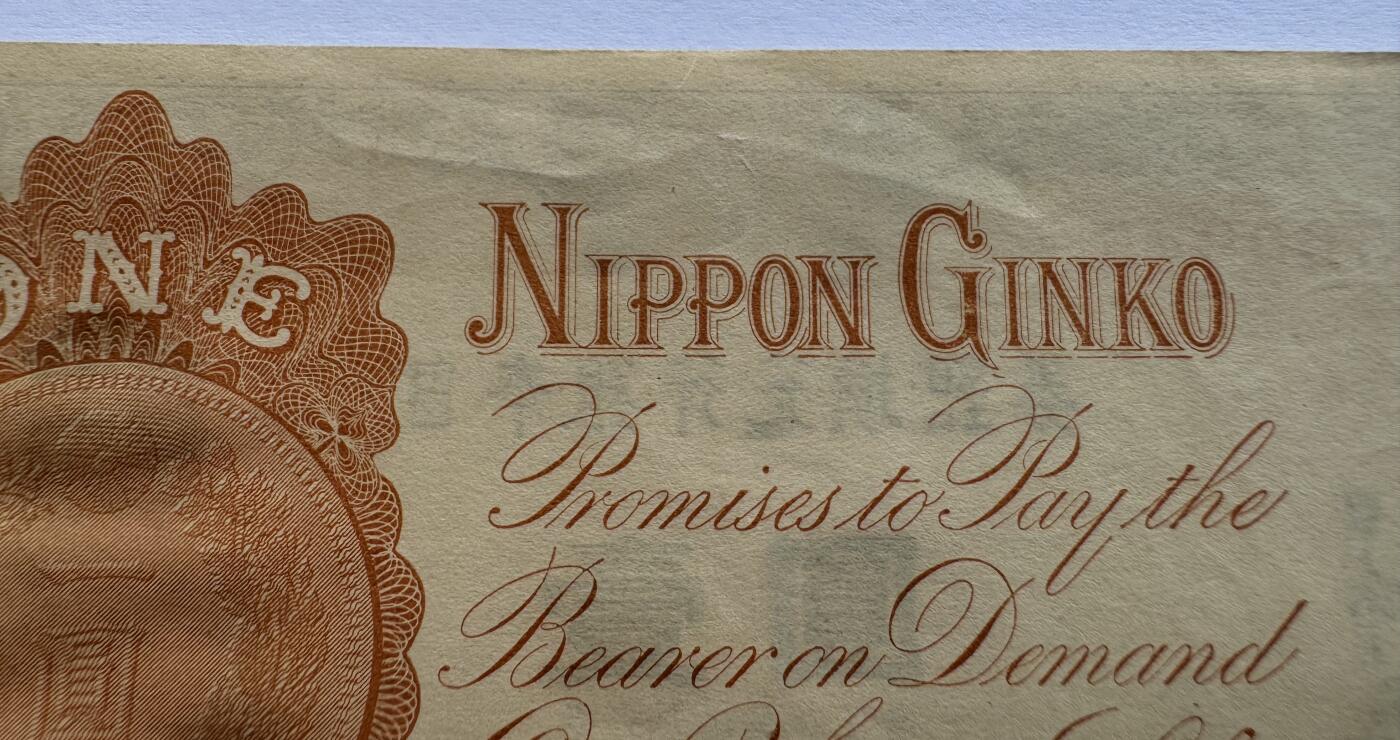 ONE
NIPPON GINKO
Promises to Pay the
Bearer on Demand